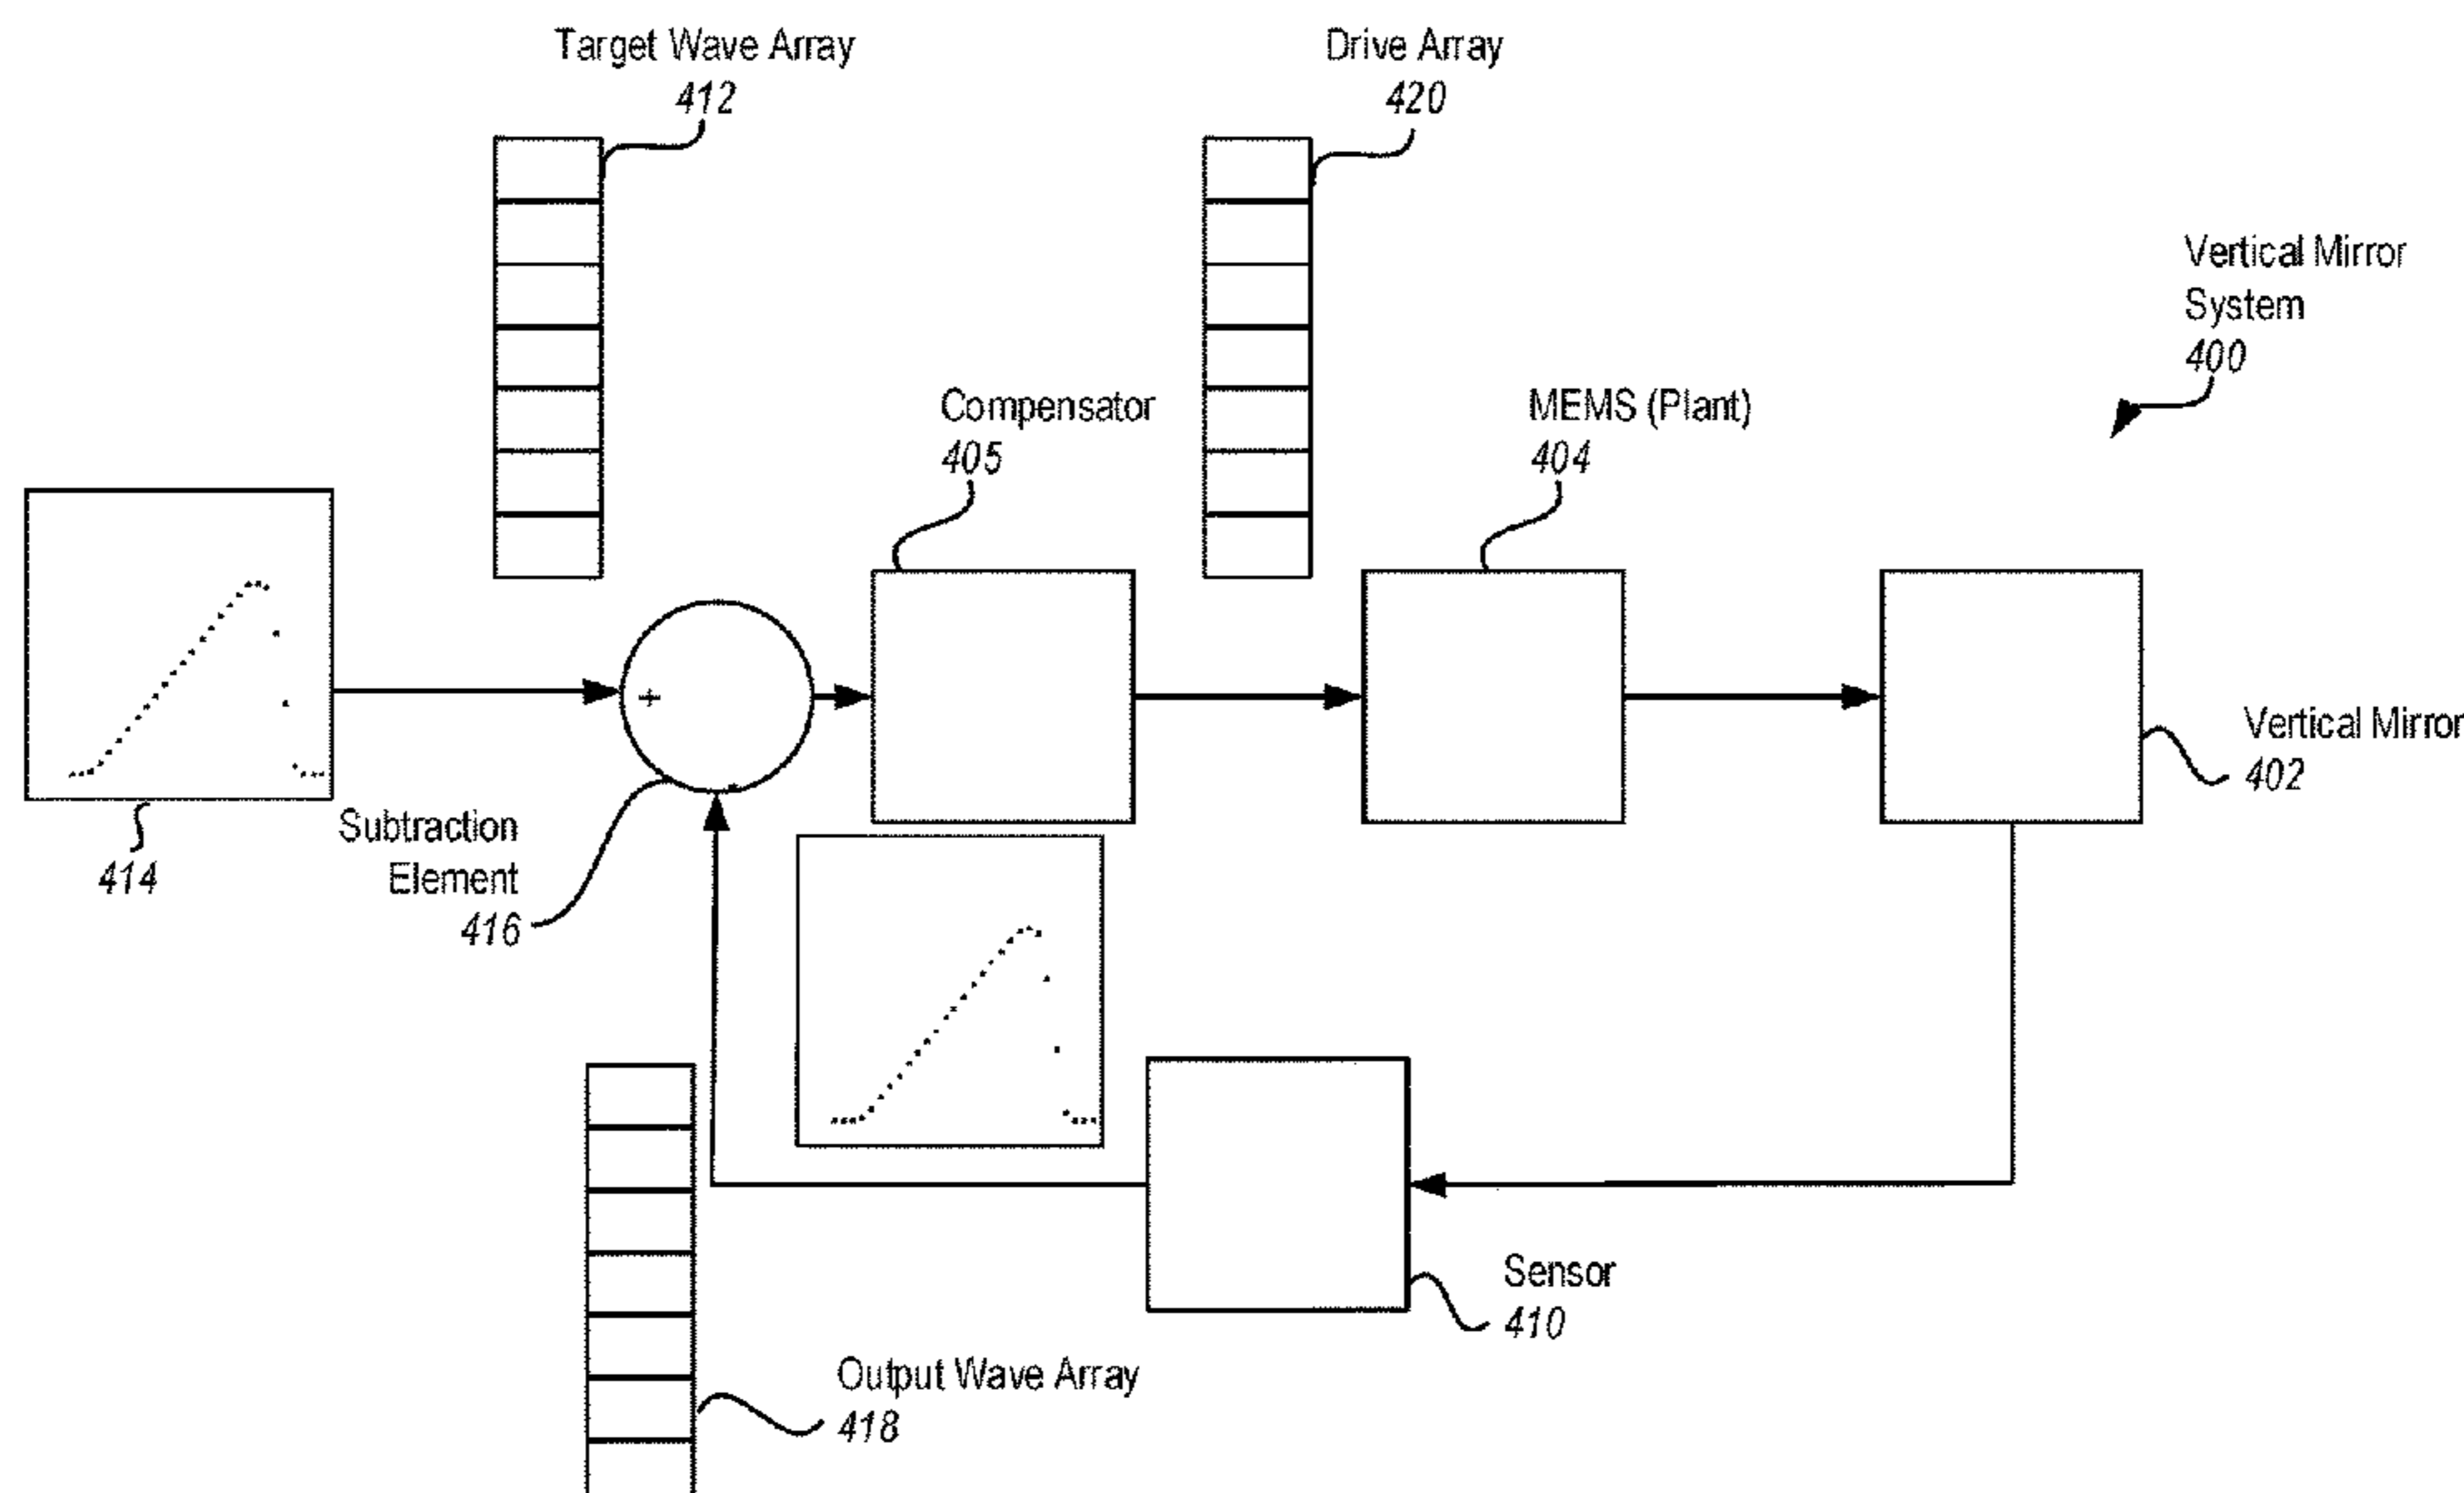 Target Wave Array
412
Drive Array
420
Vertical Mirror
System
400
Compensator
405
MEMS (Plant)
404
+
-
Vertical Mirror
402
414
Subtraction
Element
416
Sensor
410
Output Wave Array
418